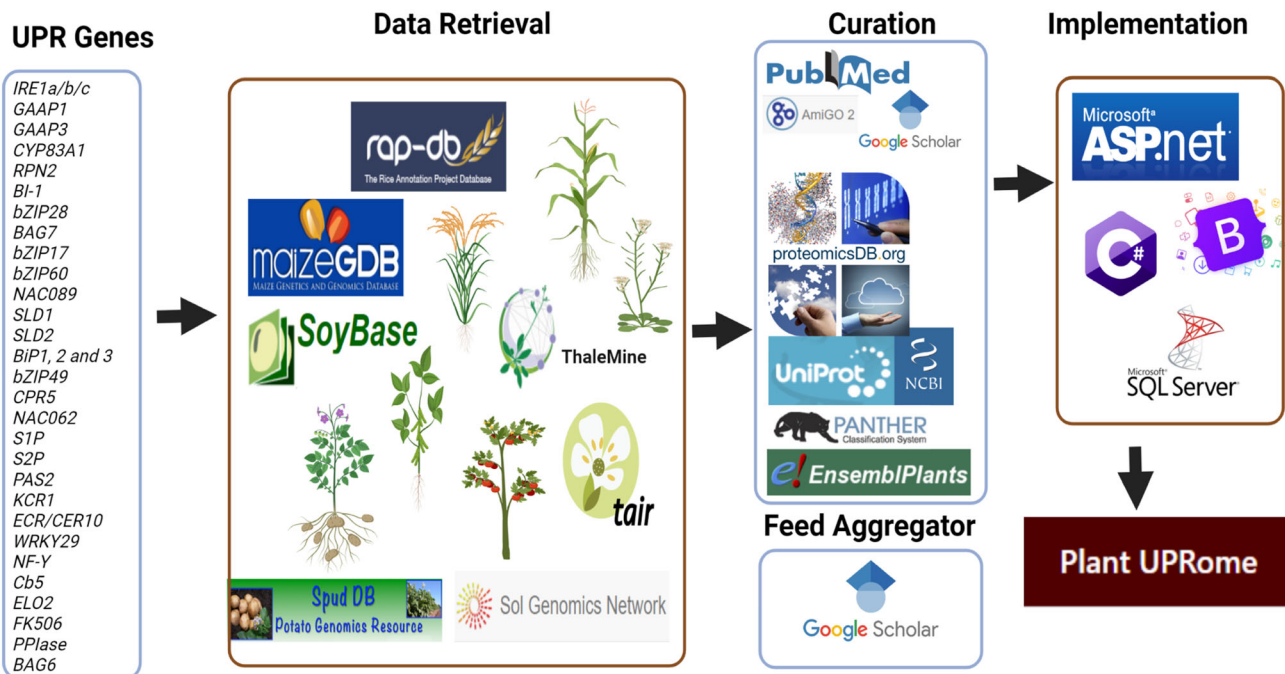 UPR Genes
IRE1a/b/c
GAAP1
GAAP3
CYP83A1
RPN2
BI-1
bZIP28
BAG7
bZIP17
bZIP60
NAC089
SLD1
SLD2
BiP1, 2 and 3
bZIP49
CPR5
NAC062
S1P
S2P
PAS2
KCR1
ECR/CER10
WRKY29
NF-Y
Cb5
ELO2
FK506
PPlase
BAG6
Data Retrieval
rap-db
The Rice Annotation Project Database
maizeGDB
MAIZE GENETICS AND GENOMICS DATABASE
SoyBase
ThaleMine
tair
Spud DB
Potato Genomics Resource
Sol Genomics Network
Curation
PubMed
AmiGO 2
Google Scholar
proteomicsDB.org
UniProt
NCBI
PANTHER
Classification System
e! EnsemblPlants
Feed Aggregator
Google Scholar
Implementation
Microsoft
ASP.net
C#
B
Microsoft
SQL Server
Plant UPRome